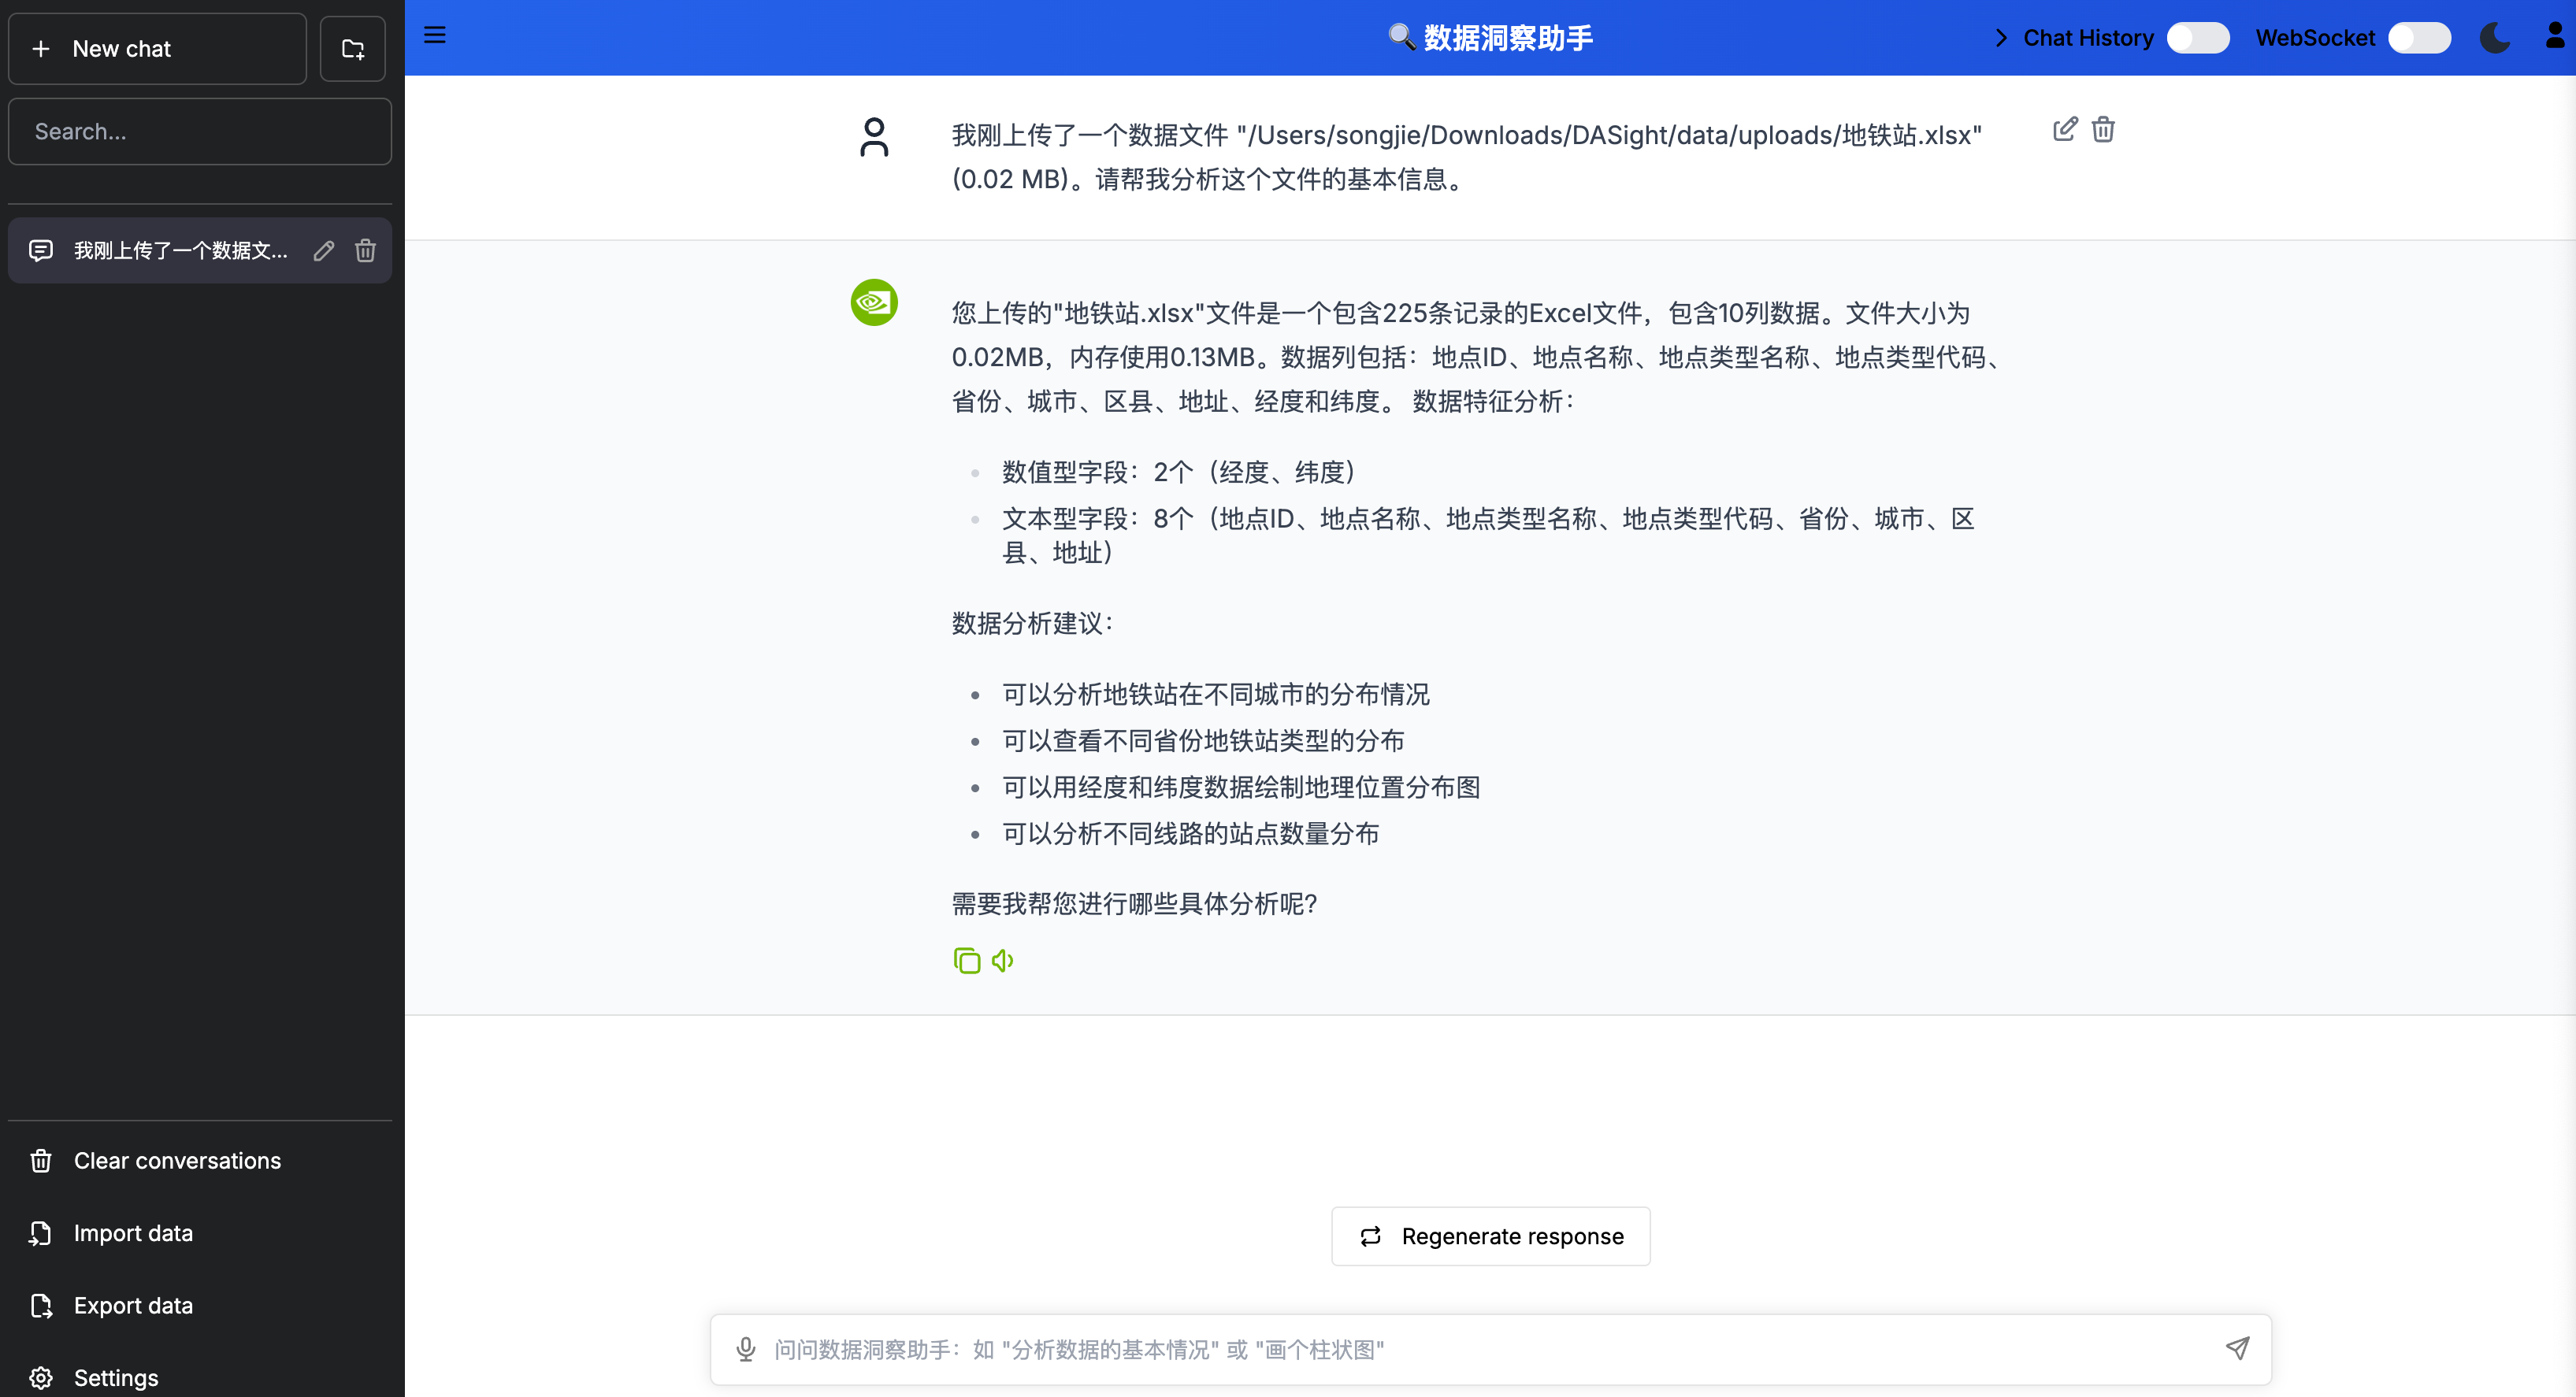 New chat
Search...
我刚上传了一个数据文...
Clear conversations
Import data
Export data
Settings
数据洞察助手
Chat History
WebSocket
我刚上传了一个数据文件 "/Users/songjie/Downloads/DASight/data/uploads/地铁站.xlsx"
(0.02 MB)。请帮我分析这个文件的基本信息。
您上传的"地铁站.xlsx"文件是一个包含225条记录的Excel文件，包含10列数据。文件大小为
0.02MB，内存使用0.13MB。数据列包括：地点ID、地点名称、地点类型名称、地点类型代码、
省份、城市、区县、地址、经度和纬度。 数据特征分析：
数值型字段：2个（经度、纬度）
文本型字段：8个（地点ID、地点名称、地点类型名称、地点类型代码、省份、城市、区
县、地址）
数据分析建议：
可以分析地铁站在不同城市的分布情况
可以查看不同省份地铁站类型的分布
可以用经度和纬度数据绘制地理位置分布图
可以分析不同线路的站点数量分布
需要我帮您进行哪些具体分析呢?
Regenerate response
问问数据洞察助手：如 "分析数据的基本情况" 或 "画个柱状图"